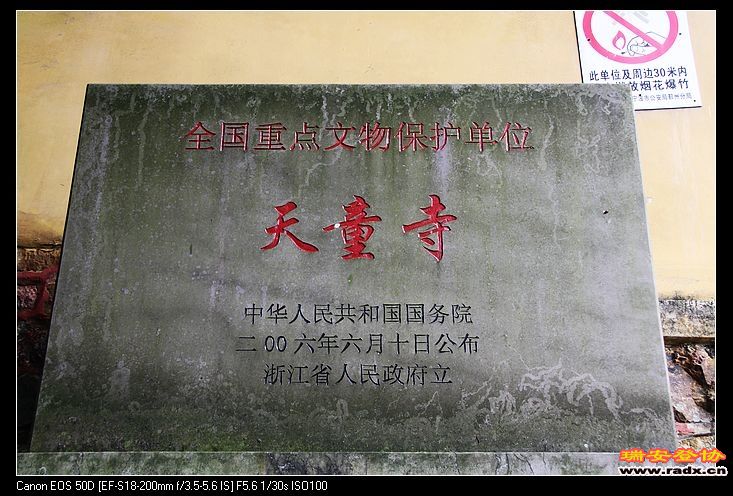 此单位及周边30米内
放烟花爆竹
全国重点文物保护单位
天童寺
中华人民共和国国务院
二〇〇六年六月十日公布
浙江省人民政府立
瑞安登协
www.radx.cn
Canon EOS 50D [EF-S18-200mm f/3.5-5.6 IS] F5.6 1/30s ISO100